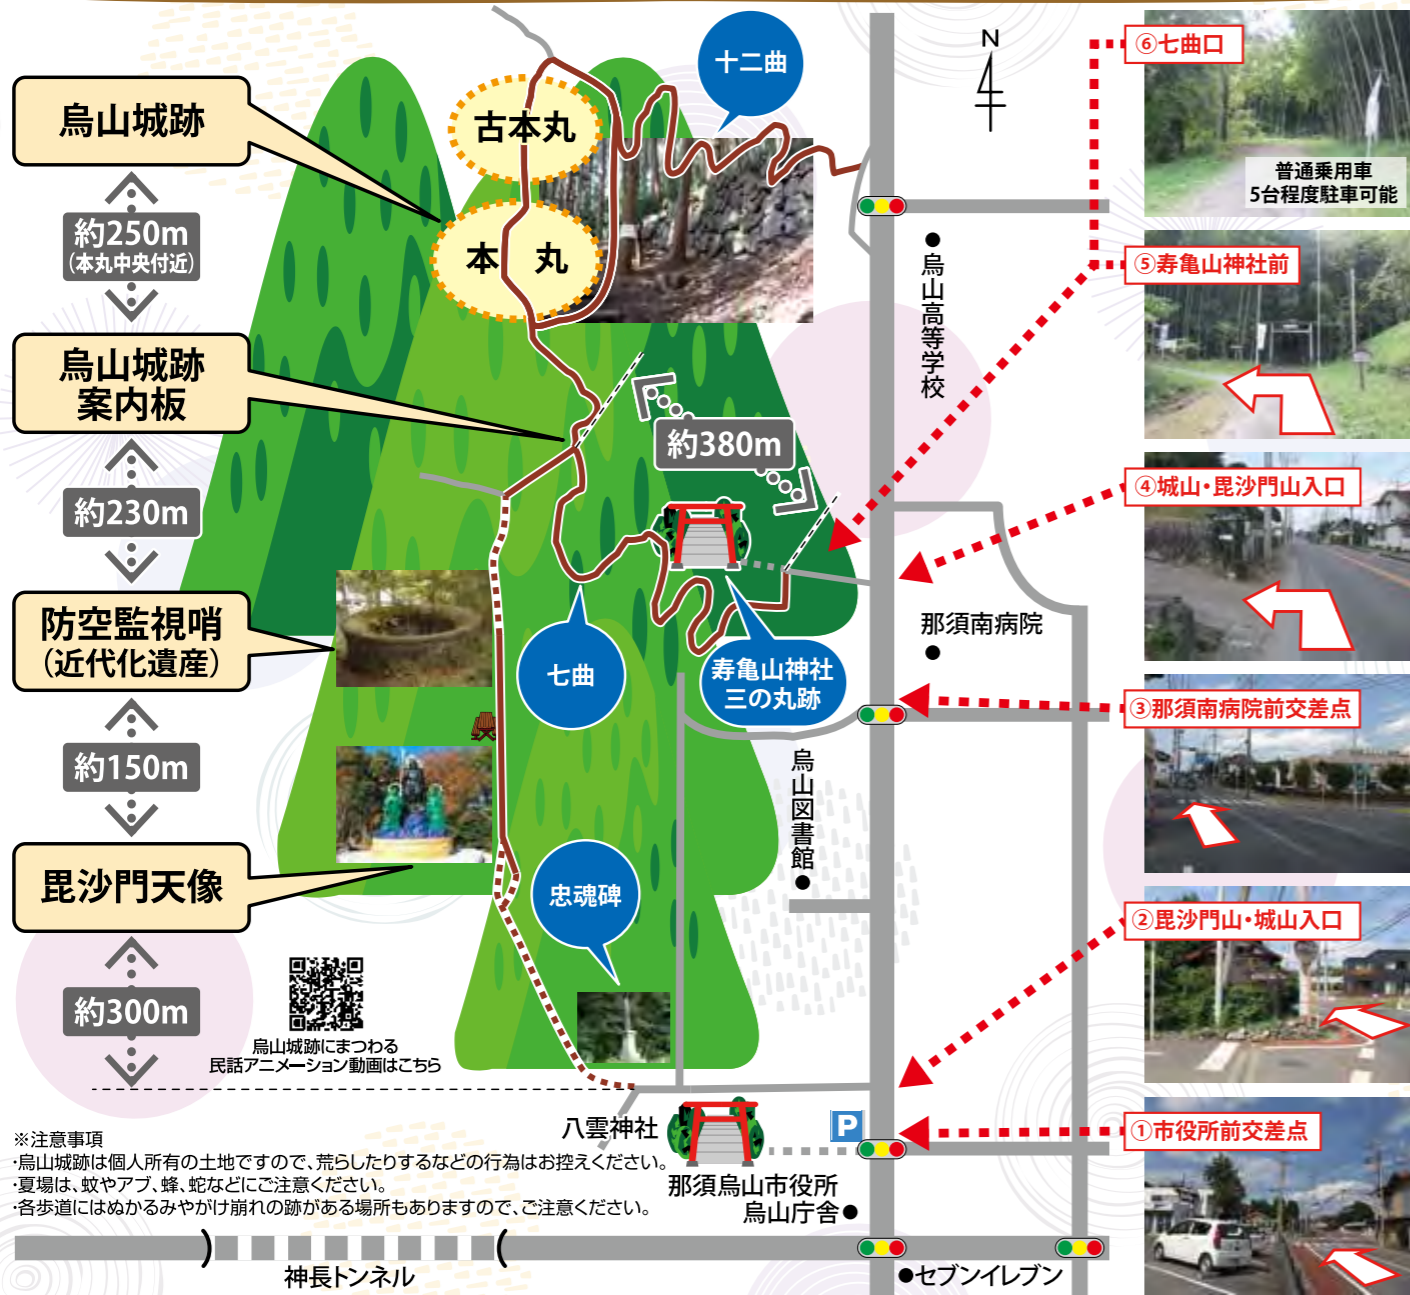 烏山城跡
約250m
(本丸中央付近)
烏山城跡
案内板
約230m
防空監視哨
(近代化遺産)
約150m
毘沙門天像
約300m
烏山城跡にまつわる
民話アニメーション動画はこちら
古本丸
本丸
十二曲
N
約380m
七曲
寿亀山神社
三の丸跡
忠魂碑
烏山高等学校
那須南病院
烏山図書館
八雲神社
P
那須烏山市役所
烏山庁舎
セブンイレブン
神長トンネル
⑥七曲口
普通乗用車
5台程度駐車可能
⑤寿亀山神社前
④城山・毘沙門山入口
③那須南病院前交差点
②毘沙門山・城山入口
①市役所前交差点
※注意事項
・烏山城跡は個人所有の土地ですので、荒らしたりするなどの行為はお控えください。
・夏場は、蚊やアブ、蜂、蛇などにご注意ください。
・各歩道にはぬかるみやがけ崩れの跡がある場所もありますので、ご注意ください。